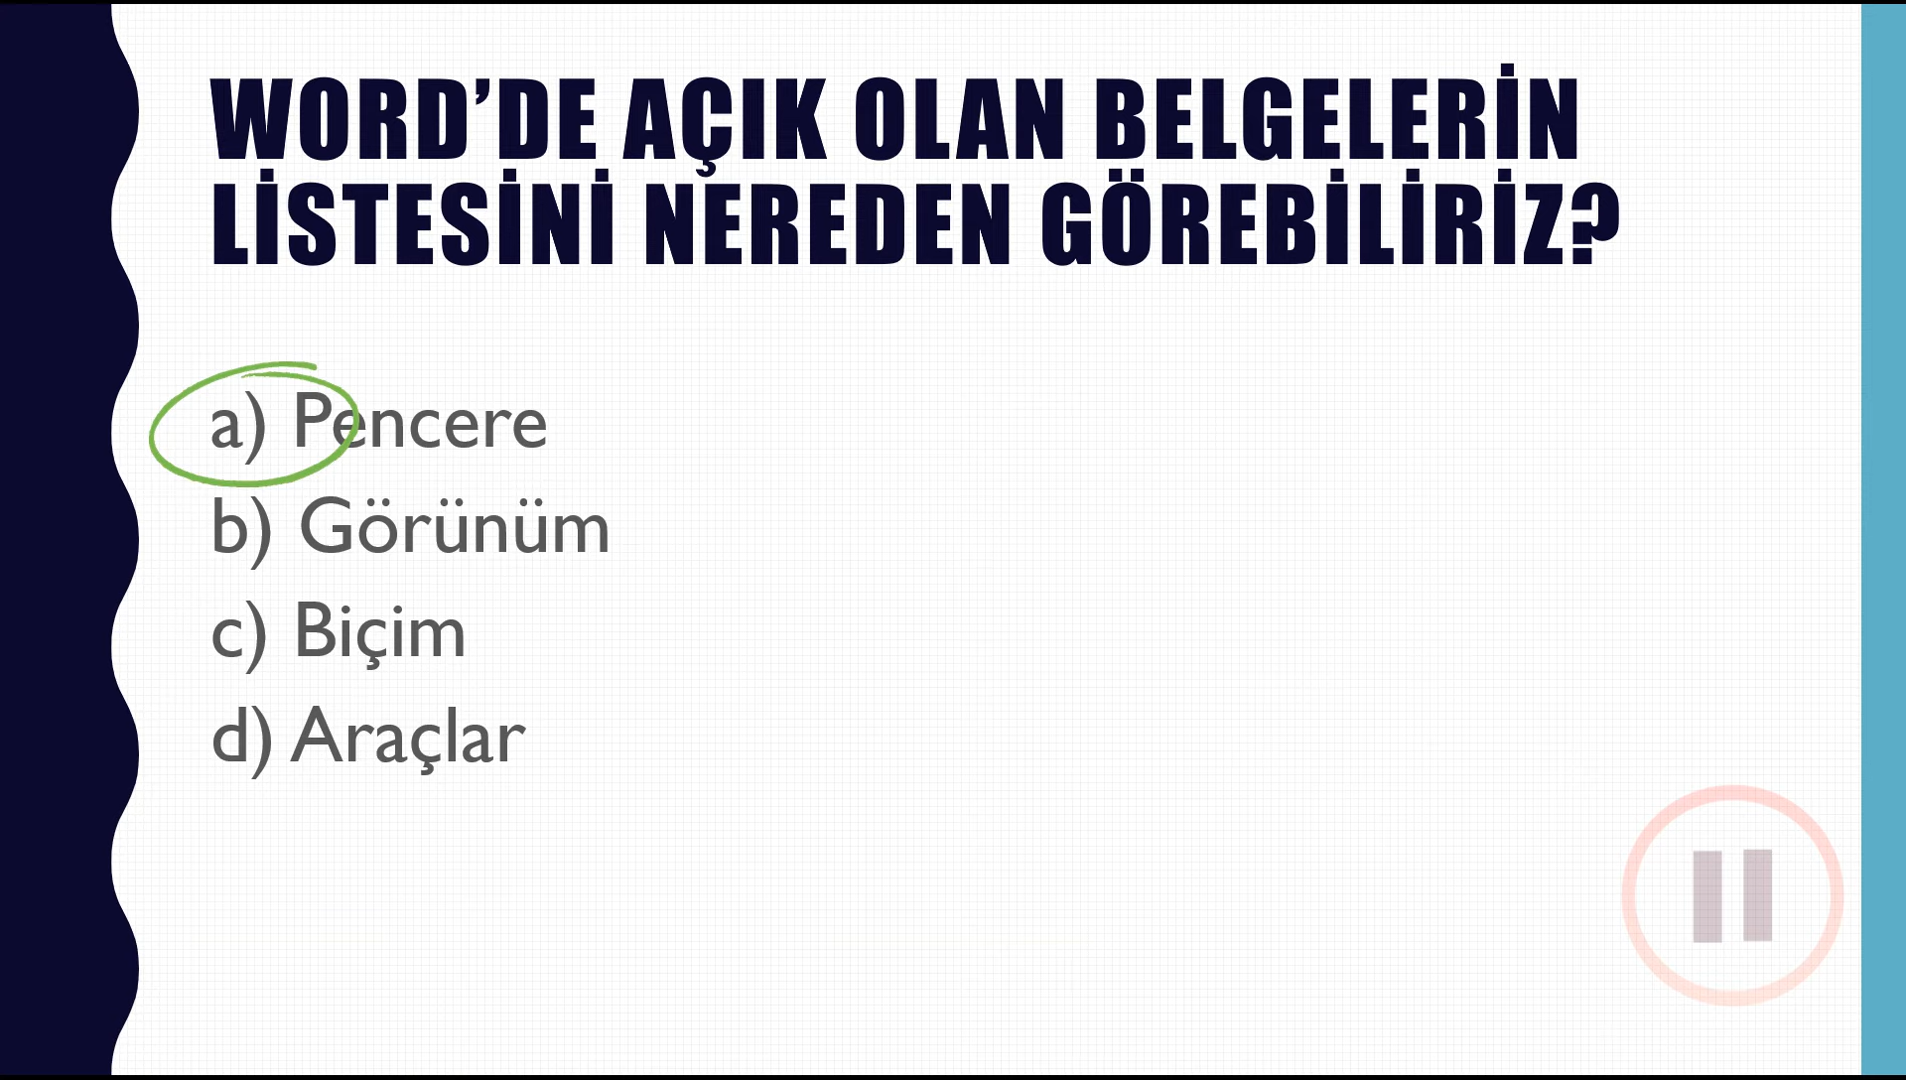 WORD’DE AÇIK OLAN BELGELERİN
LİSTESİNİ NEREDEN GÖREBİLİRİZ?
a) Pencere
b) Görünüm
c) Biçim
d) Araçlar